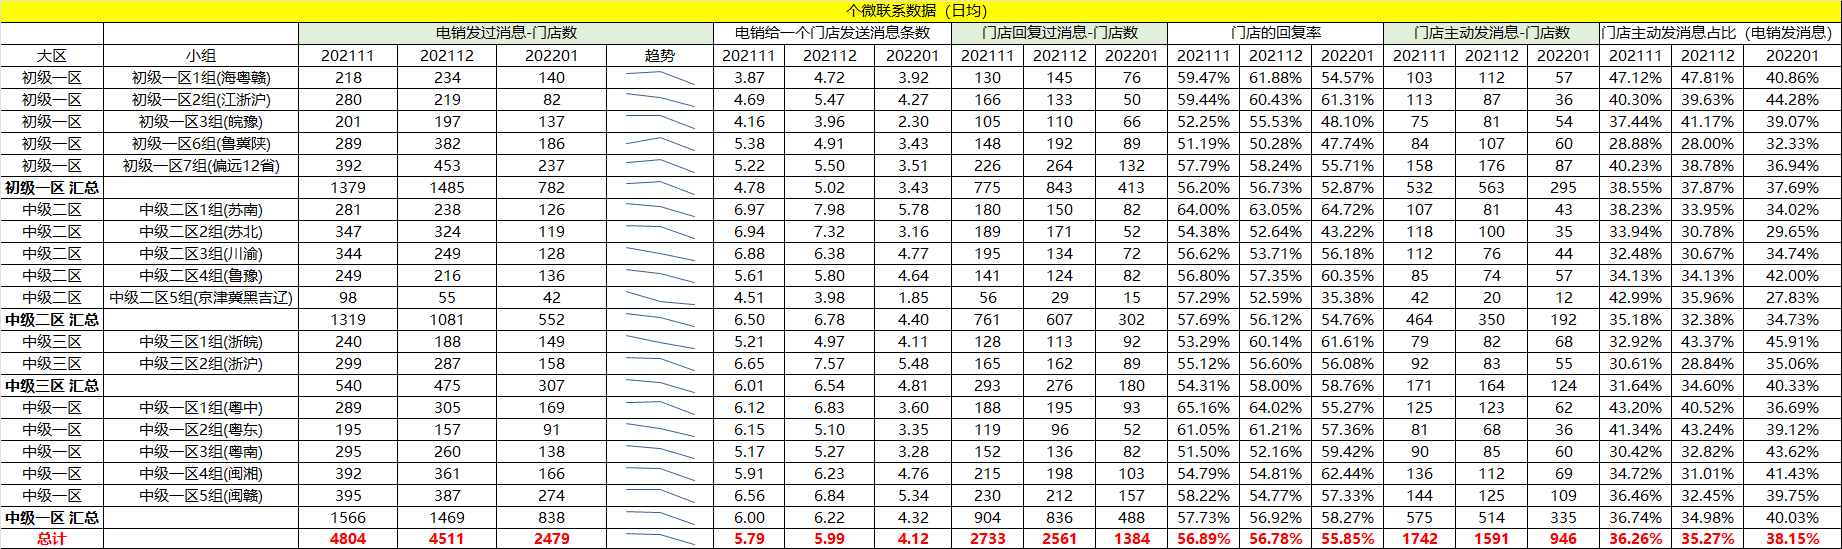 个微联系数据（日均）
电销发过消息-门店数 电销给一个门店发送消息条数 门店回复过消息-门店数 门店的回复率 门店主动发消息-门店数 门店主动发消息占比（电销发消息）
大区 小组 202111 202112 202201 趋势 202111 202112 202201 202111 202112 202201 202111 202112 202201 202111 202112 202201 202111 202112 202201
初级一区 初级一区1组(海粤赣) 218 234 140 3.87 4.72 3.92 130 145 76 59.47% 61.88% 54.57% 103 112 57 47.12% 47.81% 40.86%
初级一区 初级一区2组(江浙沪) 280 219 82 4.69 5.47 4.27 166 133 50 59.44% 60.43% 61.31% 113 87 36 40.30% 39.63% 44.28%
初级一区 初级一区3组(皖豫) 201 197 137 4.16 3.96 2.30 105 110 66 52.25% 55.53% 48.10% 75 81 54 37.44% 41.17% 39.07%
初级一区 初级一区6组(鲁冀陕) 289 382 186 5.38 4.91 3.43 148 192 89 51.19% 50.28% 47.74% 84 107 60 28.88% 28.00% 32.33%
初级一区 初级一区7组(偏远12省) 392 453 237 5.22 5.50 3.51 226 264 132 57.79% 58.24% 55.71% 158 176 87 40.23% 38.78% 36.94%
初级一区 汇总 1379 1485 782 4.78 5.02 3.43 775 843 413 56.20% 56.73% 52.87% 532 563 295 38.55% 37.87% 37.69%
中级二区 中级二区1组(苏南) 281 238 126 6.97 7.98 5.78 180 150 82 64.00% 63.05% 64.72% 107 81 43 38.23% 33.95% 34.02%
中级二区 中级二区2组(苏北) 347 324 119 6.94 7.32 3.16 189 171 52 54.38% 52.64% 43.22% 118 100 35 33.94% 30.78% 29.65%
中级二区 中级二区3组(川渝) 344 249 128 6.88 6.38 4.77 195 134 72 56.62% 53.71% 56.18% 112 76 44 32.48% 30.67% 34.74%
中级二区 中级二区4组(鲁豫) 249 216 136 5.61 5.80 4.64 141 124 82 56.80% 57.35% 60.35% 85 74 57 34.13% 34.13% 42.00%
中级二区 中级二区5组(京津冀黑吉辽) 98 55 42 4.51 3.98 1.85 56 29 15 57.29% 52.59% 35.38% 42 20 12 42.99% 35.96% 27.83%
中级二区 汇总 1319 1081 552 6.50 6.78 4.40 761 607 302 57.69% 56.12% 54.76% 464 350 192 35.18% 32.38% 34.73%
中级三区 中级三区1组(浙皖) 240 188 149 5.21 4.97 4.11 128 113 92 53.29% 60.14% 61.61% 79 82 68 32.92% 43.37% 45.91%
中级三区 中级三区2组(浙沪) 299 287 158 6.65 7.57 5.48 165 162 89 55.12% 56.60% 56.08% 92 83 55 30.61% 28.84% 35.06%
中级三区 汇总 540 475 307 6.01 6.54 4.81 293 276 180 54.31% 58.00% 58.76% 171 164 124 31.64% 34.60% 40.33%
中级一区 中级一区1组(粤中) 289 305 169 6.12 6.83 3.60 188 195 93 65.16% 64.02% 55.27% 125 123 62 43.20% 40.52% 36.69%
中级一区 中级一区2组(粤东) 195 157 91 6.15 5.10 3.35 119 96 52 61.05% 61.21% 57.36% 81 68 36 41.34% 43.24% 39.12%
中级一区 中级一区3组(粤南) 295 260 138 5.17 5.27 3.28 152 136 82 51.50% 52.16% 59.42% 90 85 60 30.42% 32.82% 43.62%
中级一区 中级一区4组(闽湘) 392 361 166 5.91 6.23 4.76 215 198 103 54.79% 54.81% 62.44% 136 112 69 34.72% 31.01% 41.43%
中级一区 中级一区5组(闽赣) 395 387 274 6.56 6.84 5.34 230 212 157 58.22% 54.77% 57.33% 144 125 109 36.46% 32.45% 39.75%
中级一区 汇总 1566 1469 838 6.00 6.22 4.32 904 836 488 57.73% 56.92% 58.27% 575 514 335 36.74% 34.98% 40.03%
总计 4804 4511 2479 5.79 5.99 4.12 2733 2561 1384 56.89% 56.78% 55.85% 1742 1591 946 36.26% 35.27% 38.15%